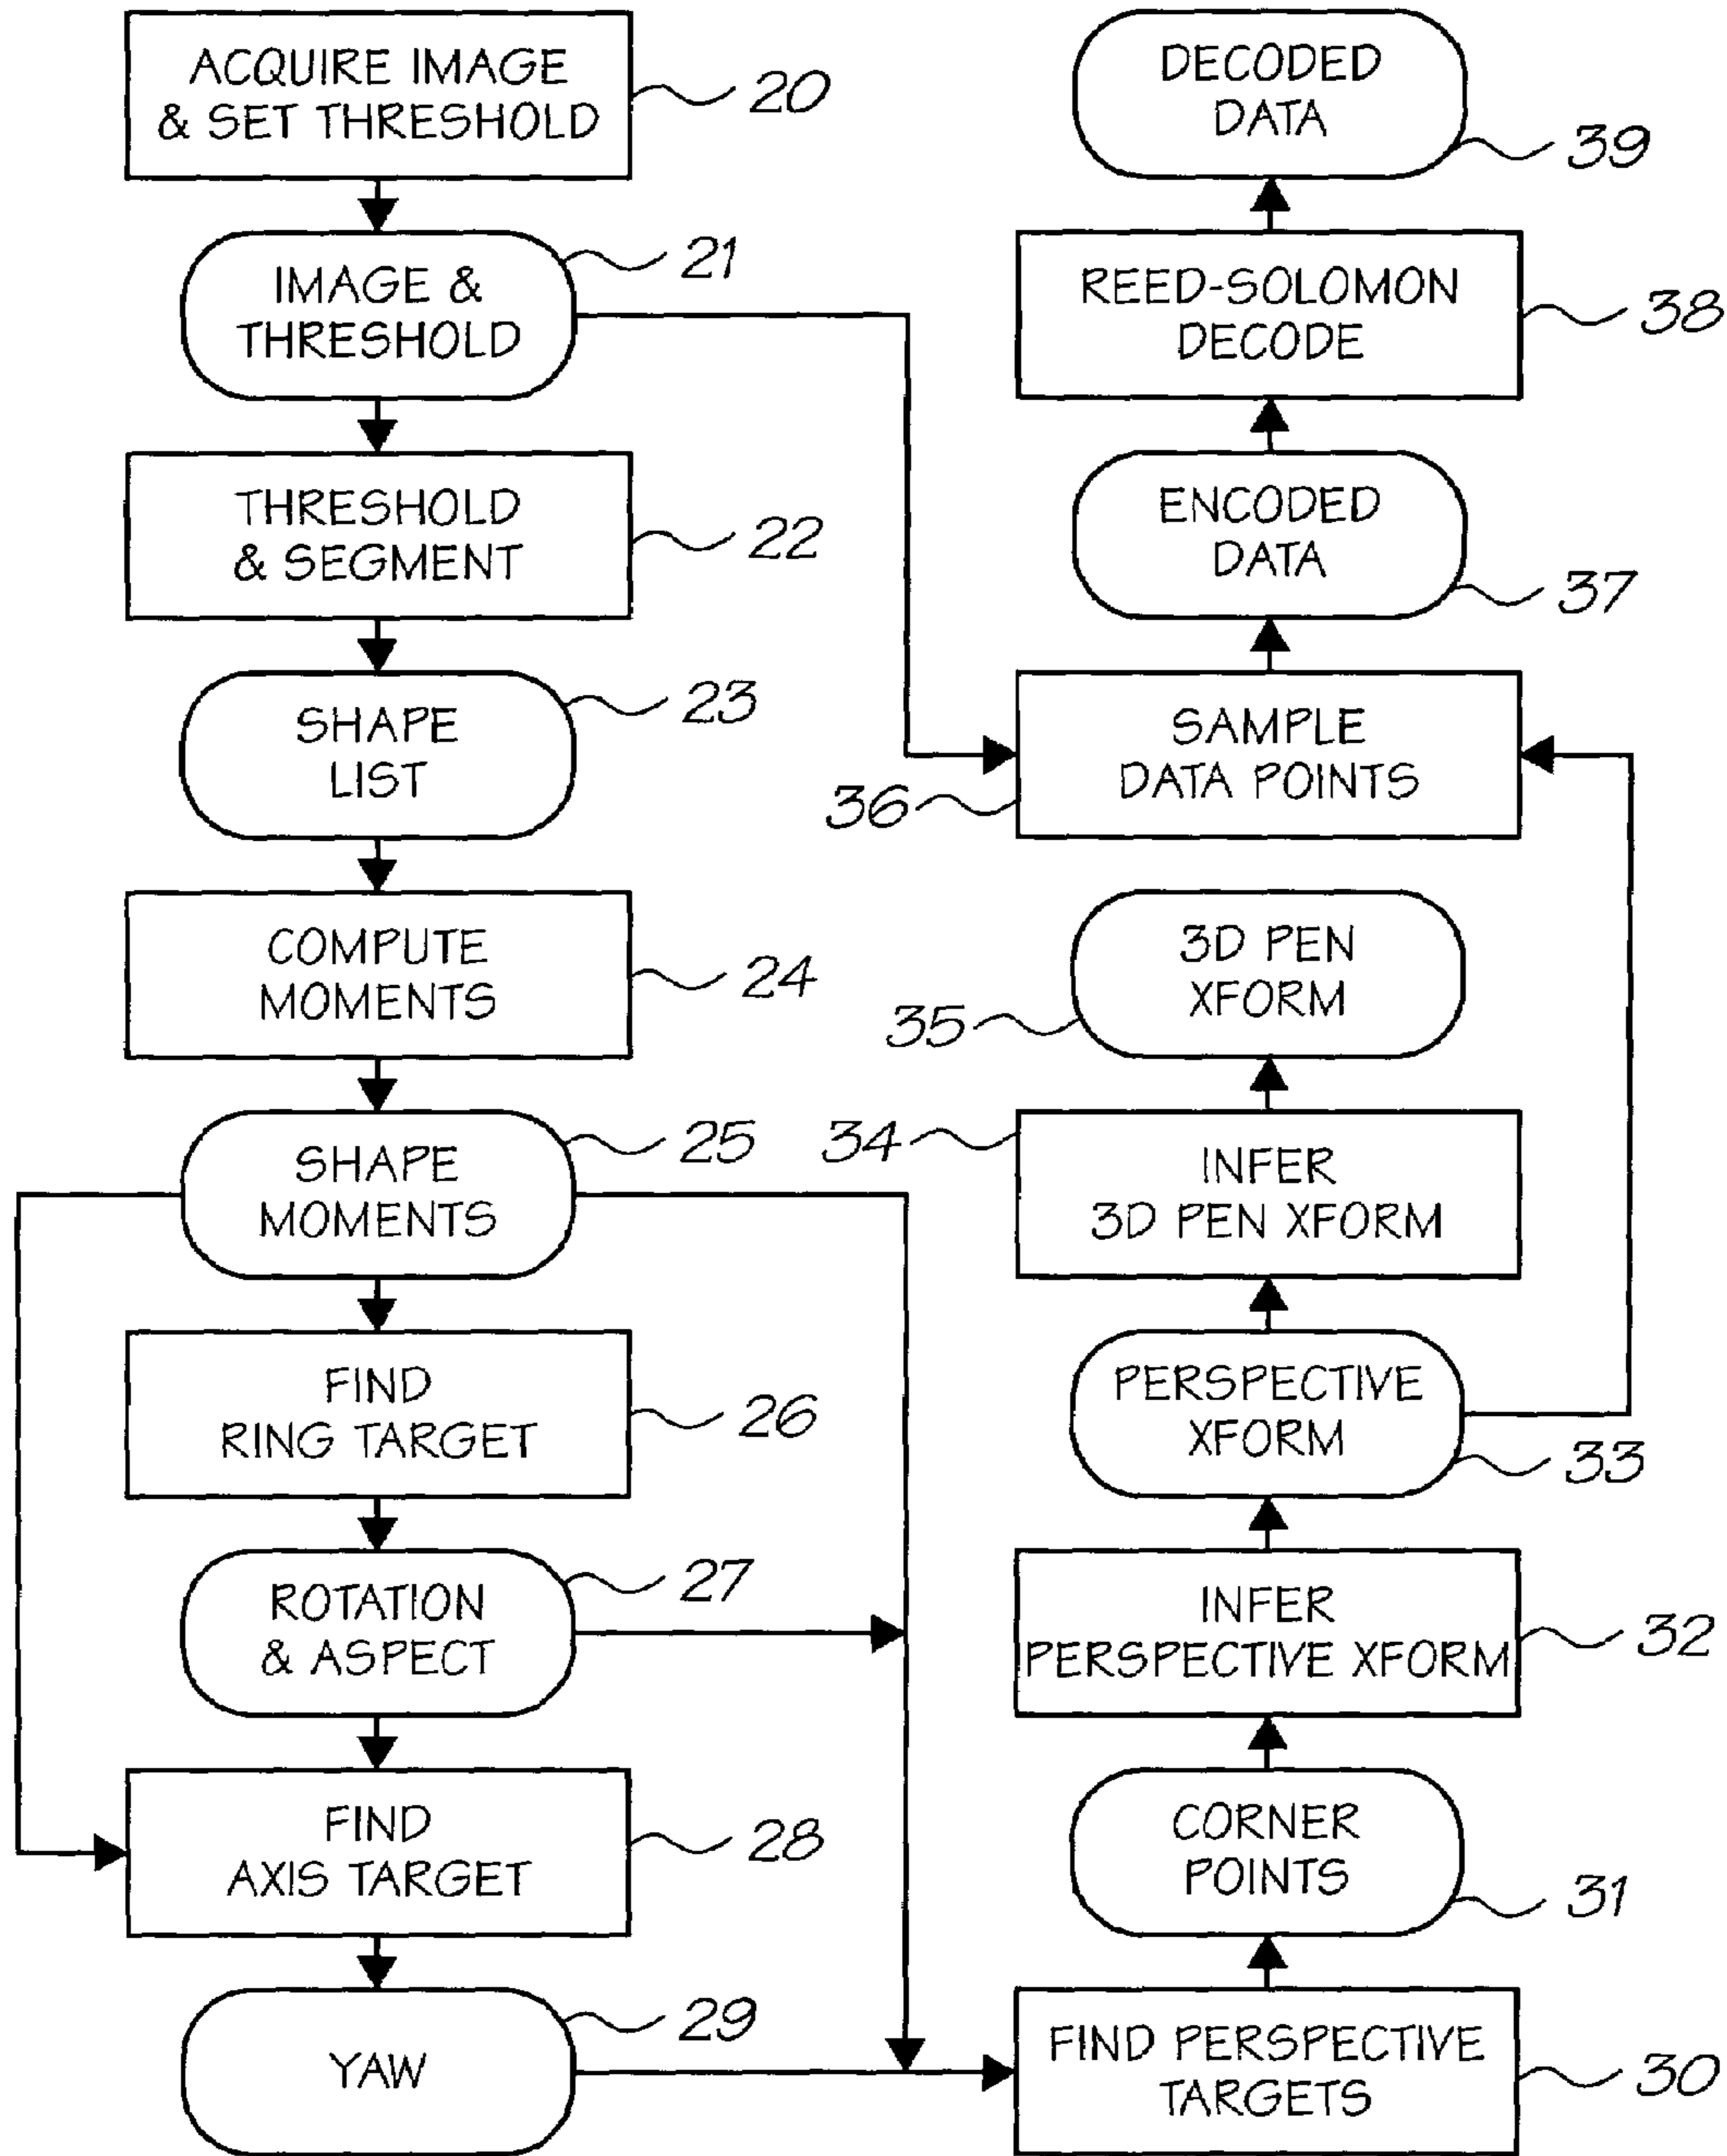 ACQUIRE IMAGE
& SET THRESHOLD
20
IMAGE &
THRESHOLD
21
THRESHOLD
& SEGMENT
22
SHAPE
LIST
23
COMPUTE
MOMENTS
24
SHAPE
MOMENTS
25
FIND
RING TARGET
26
ROTATION
& ASPECT
27
FIND
AXIS TARGET
28
YAW
29
DECODED
DATA
39
REED-SOLOMON
DECODE
38
ENCODED
DATA
37
SAMPLE
DATA POINTS
36
3D PEN
XFORM
35
INFER
3D PEN XFORM
34
PERSPECTIVE
XFORM
33
INFER
PERSPECTIVE XFORM
32
CORNER
POINTS
31
FIND PERSPECTIVE
TARGETS
30